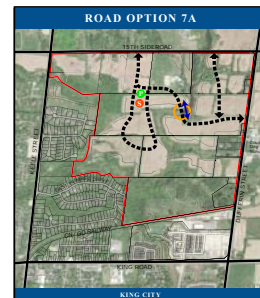 ROAD OPTION 7A
15TH SIDEROAD
KEELE STREET
DUFFERIN STREET
KING ROAD
KING CITY